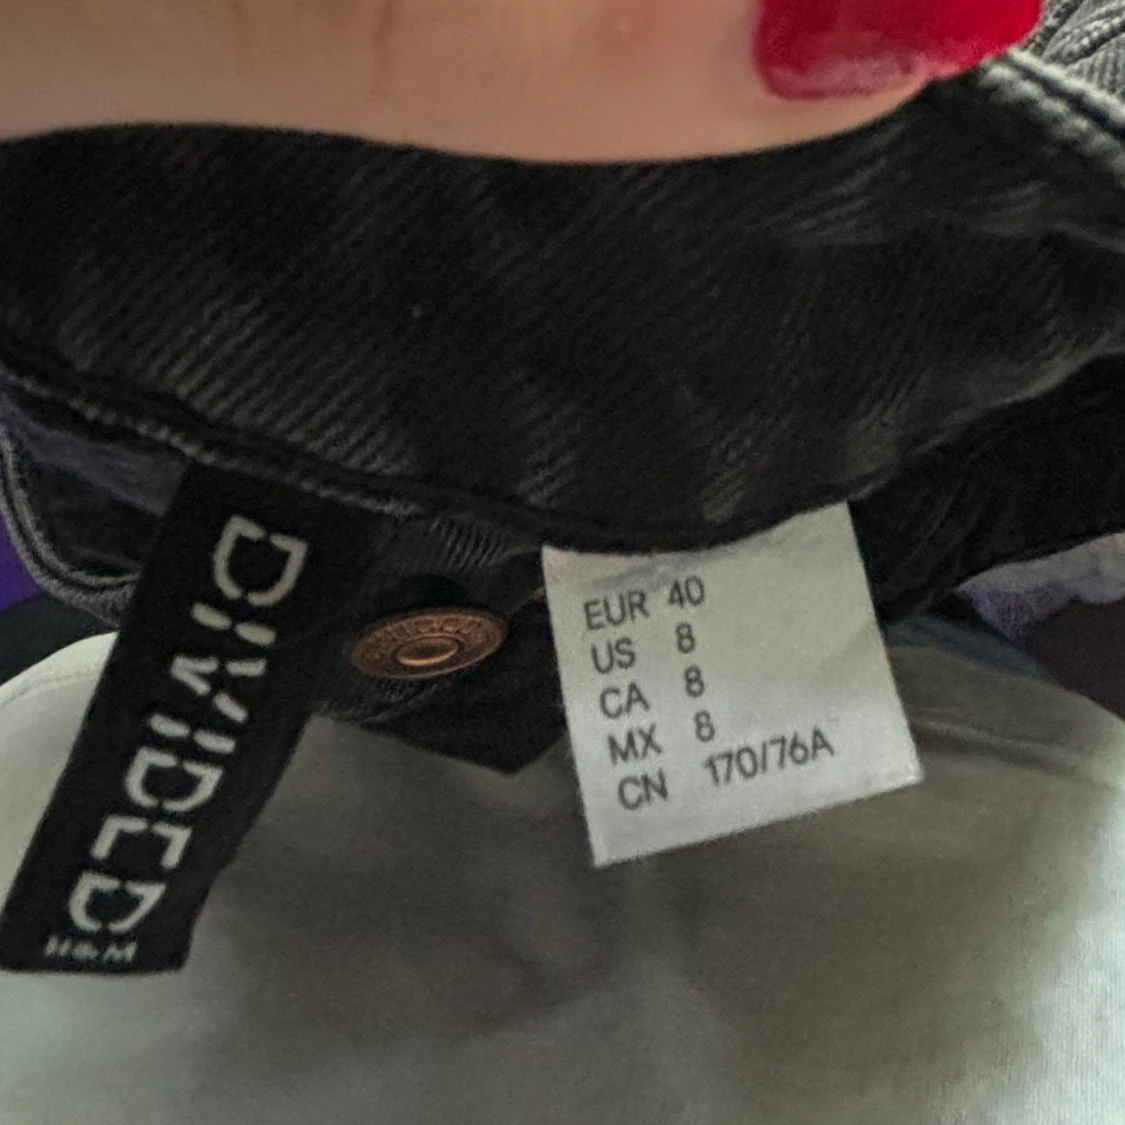 DIVIDED
H&M
EUR 40
US 8
CA 8
MX 8
CN 170/76A